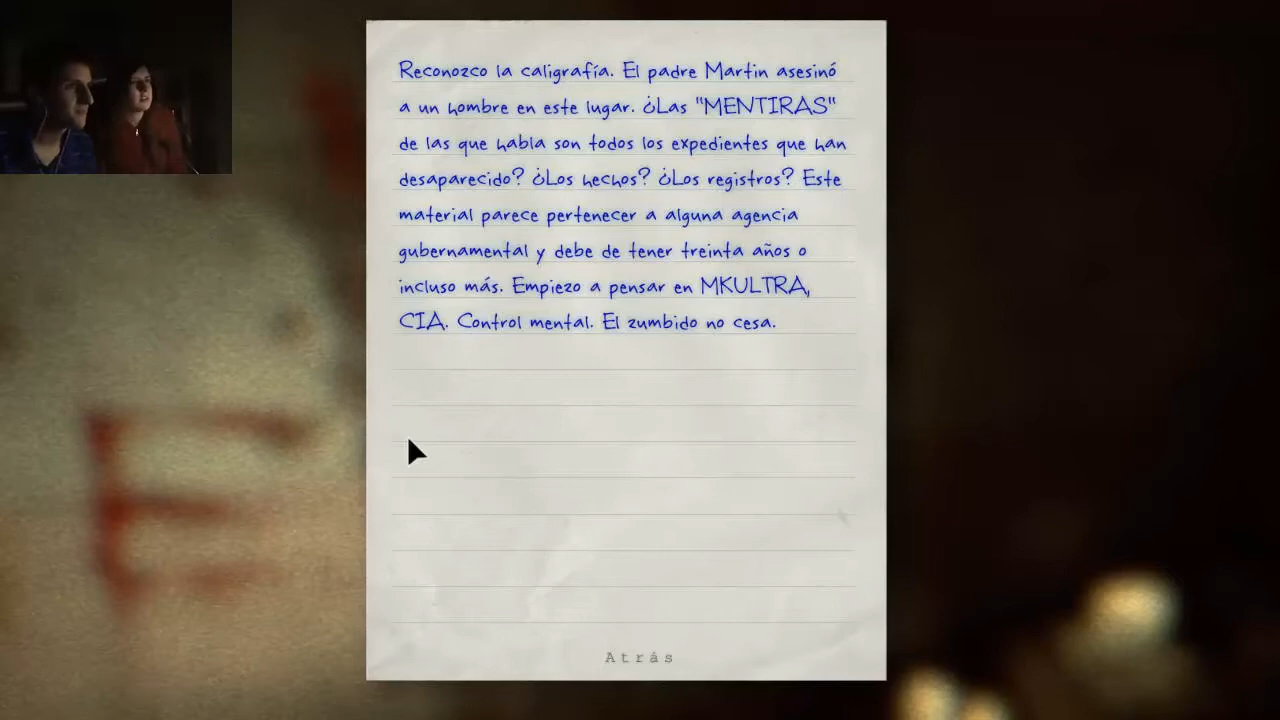 Reconozco la caligrafía. El padre Martin asesinó
a un hombre en este lugar. ¿Las "MENTIRAS"
de las que habla son todos los expedientes que han
desaparecido? ¿Los hechos? ¿Los registros? Este
material parece pertenecer a alguna agencia
gubernamental y debe de tener treinta años o
incluso más. Empiezo a pensar en MKULTRA,
CIA. Control mental. El zumbido no cesa.
E
Atrás